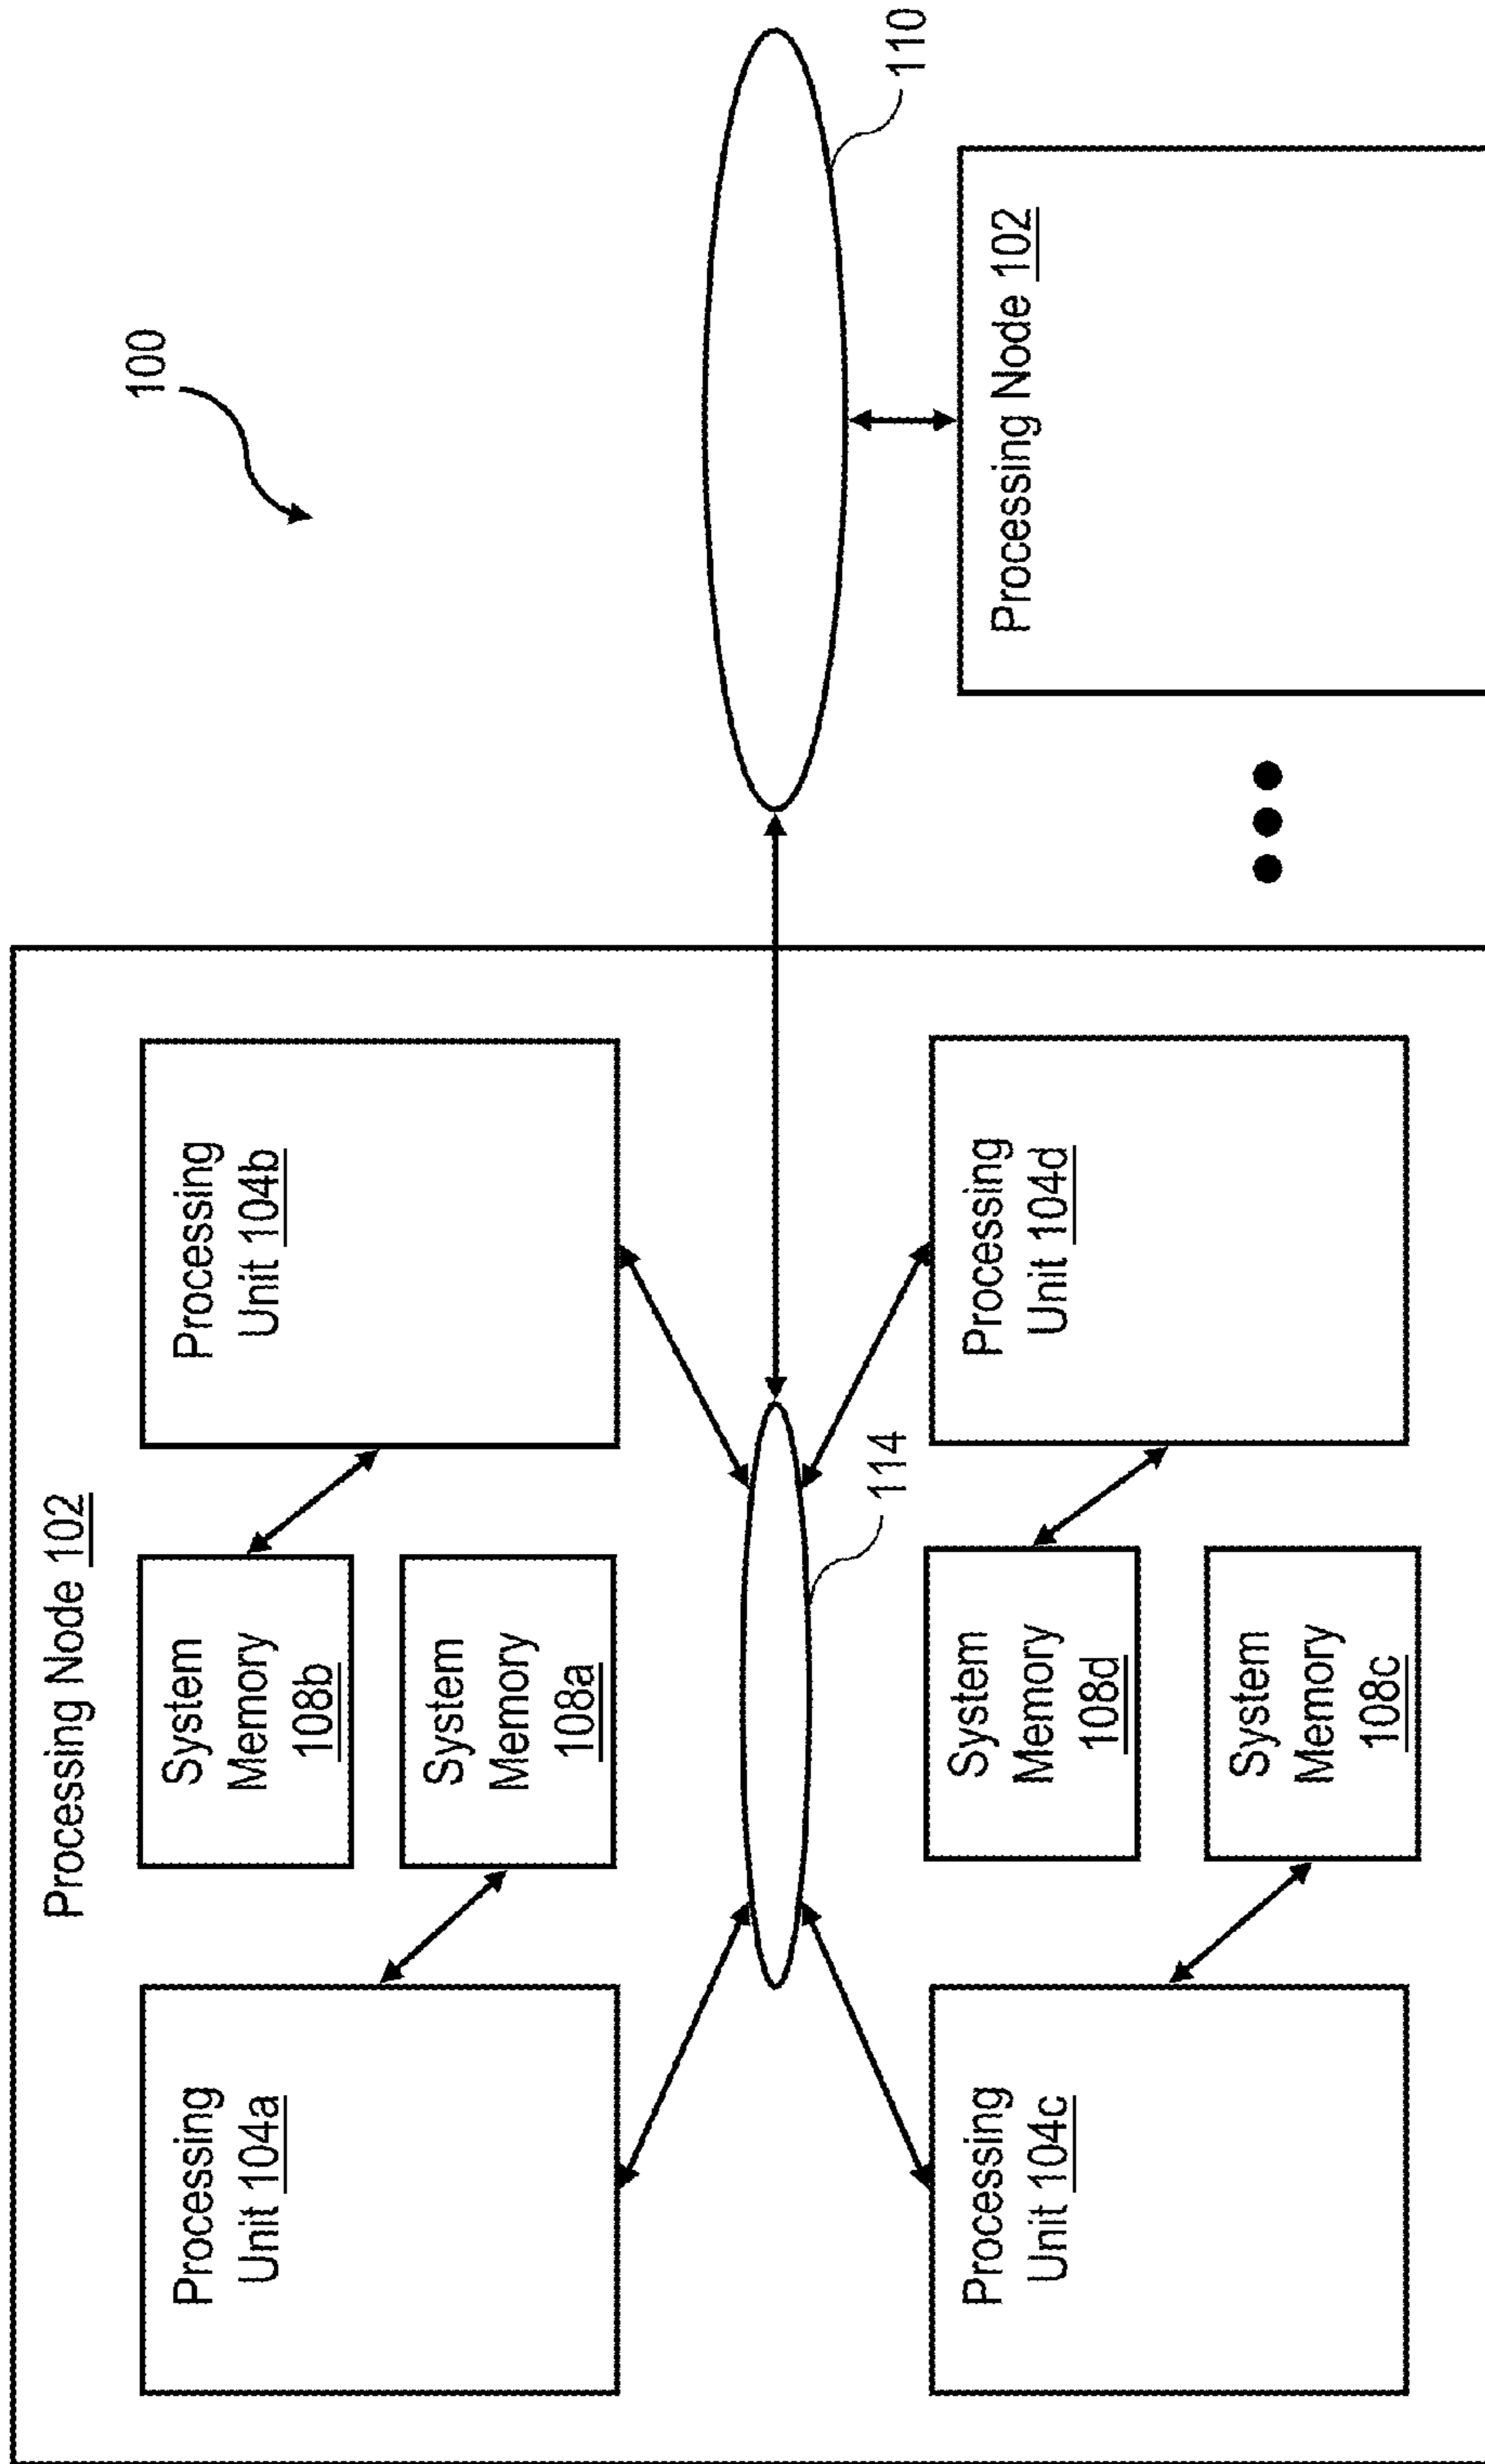 100
Processing Node 102
Processing
Unit 104a
System
Memory
108b
System
Memory
108a
Processing
Unit 104b
114
110
Processing
Unit 104c
System
Memory
108d
System
Memory
108c
Processing
Unit 104d
Processing Node 102